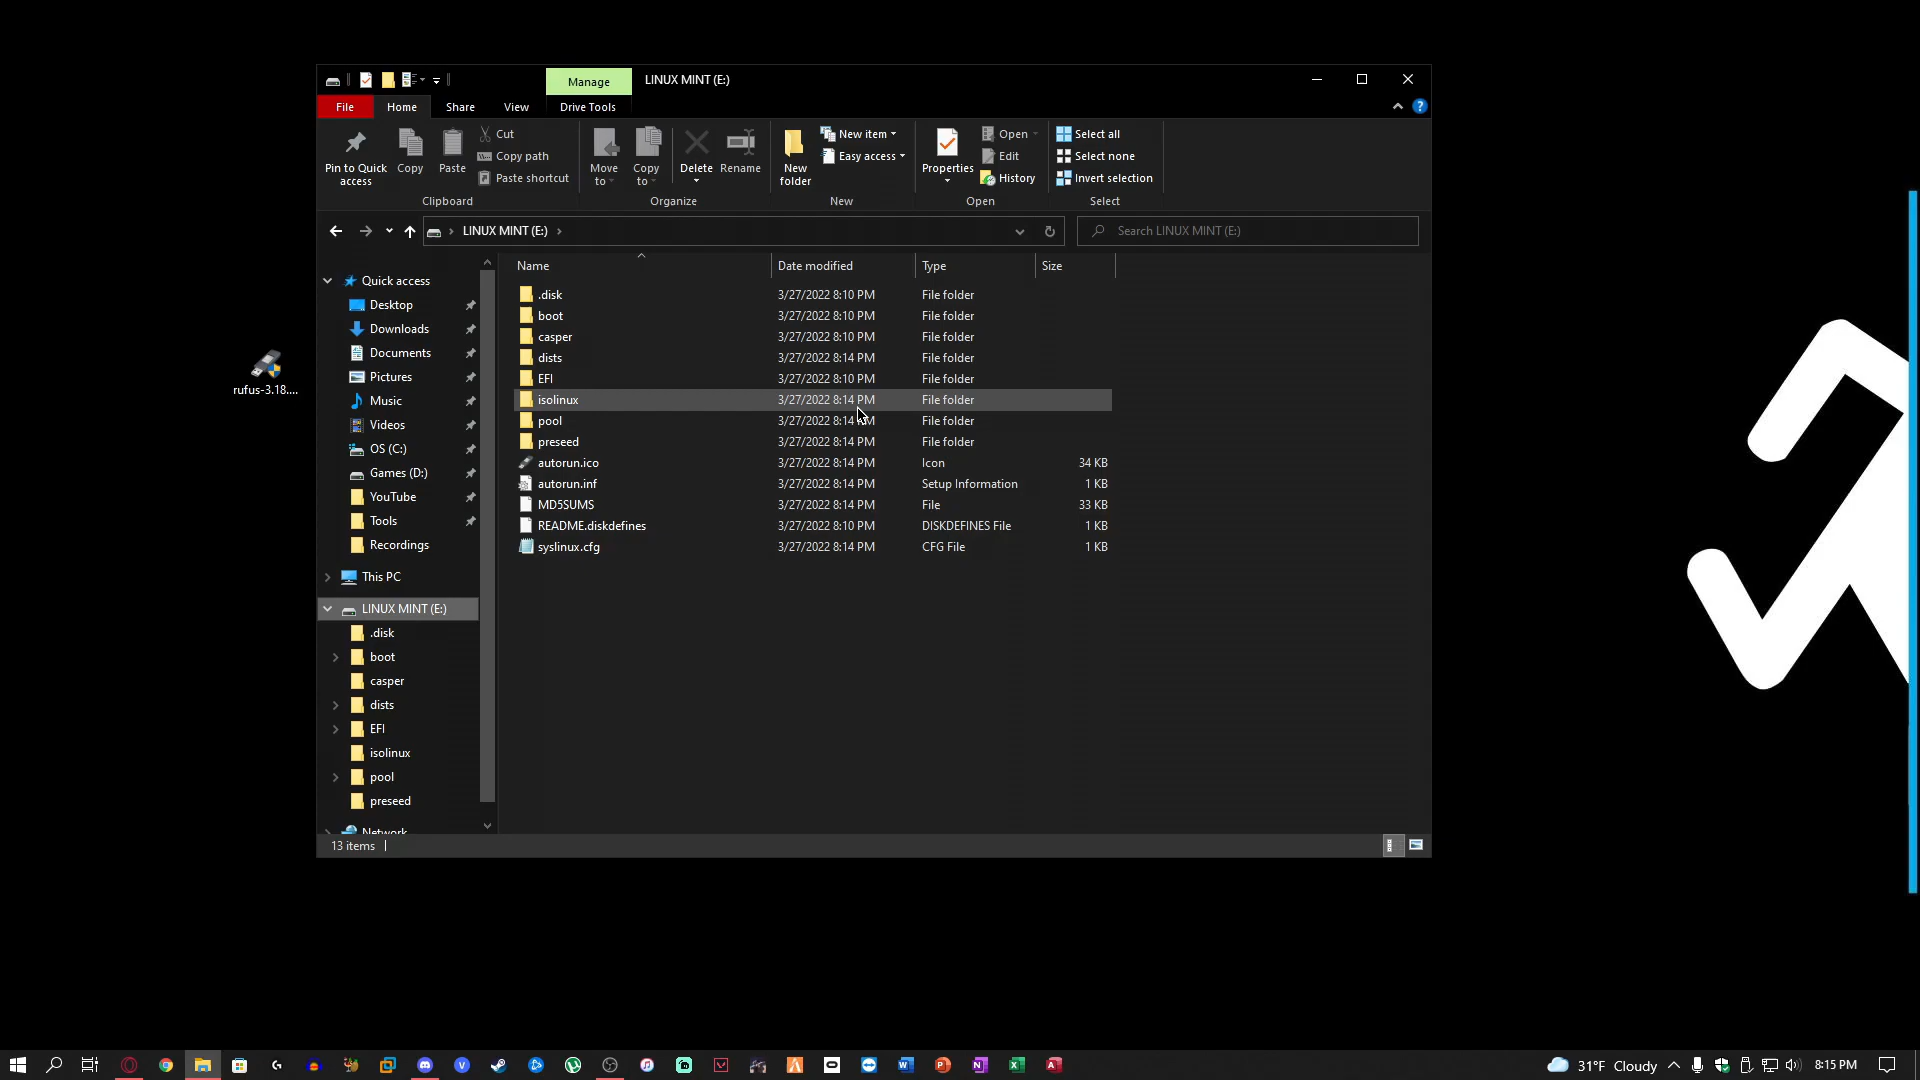 Manage
LINUX MINT (E:)
File
Home
Share
View
Drive Tools
Pin to Quick
access
Copy
Paste
Cut
Copy path
Paste shortcut
Clipboard
Move
to
Copy
to
Delete
Rename
Organize
New
folder
New item
Easy access
New
Properties
Open
Edit
History
Open
Select all
Select none
Invert selection
Select
LINUX MINT (E:)
Search LINUX MINT (E:)
rufus-3.18....
Quick access
Desktop
Downloads
Documents
Pictures
Music
Videos
OS (C:)
Games (D:)
YouTube
Tools
Recordings
This PC
LINUX MINT (E:)
.disk
boot
casper
dists
EFI
isolinux
pool
preseed
Network
Name Date modified Type Size
.disk 3/27/2022 8:10 PM File folder
boot 3/27/2022 8:10 PM File folder
casper 3/27/2022 8:10 PM File folder
dists 3/27/2022 8:14 PM File folder
EFI 3/27/2022 8:10 PM File folder
isolinux 3/27/2022 8:14 PM File folder
pool 3/27/2022 8:14 PM File folder
preseed 3/27/2022 8:14 PM File folder
autorun.ico 3/27/2022 8:14 PM Icon 34 KB
autorun.inf 3/27/2022 8:14 PM Setup Information 1 KB
MD5SUMS 3/27/2022 8:14 PM File 33 KB
README.diskdefines 3/27/2022 8:10 PM DISKDEFINES File 1 KB
syslinux.cfg 3/27/2022 8:14 PM CFG File 1 KB
13 items
31°F Cloudy
8:15 PM